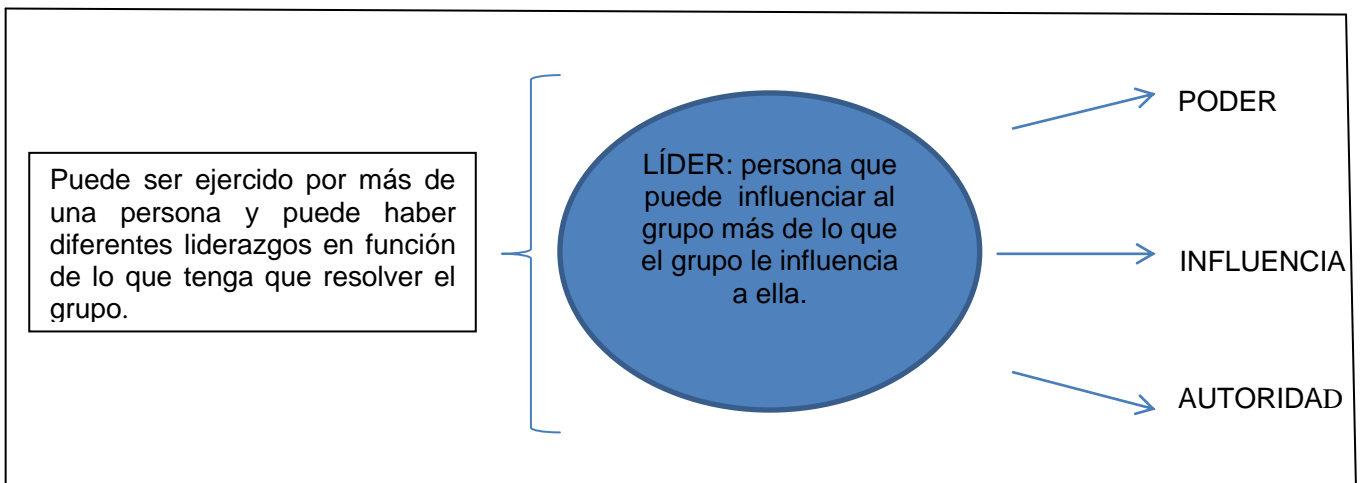 Puede ser ejercido por más de
una persona y puede haber
diferentes liderazgos en función
de lo que tenga que resolver el
grupo.
LÍDER: persona que
puede influenciar al
grupo más de lo que
el grupo le influencia
a ella.
PODER
INFLUENCIA
AUTORIDAD